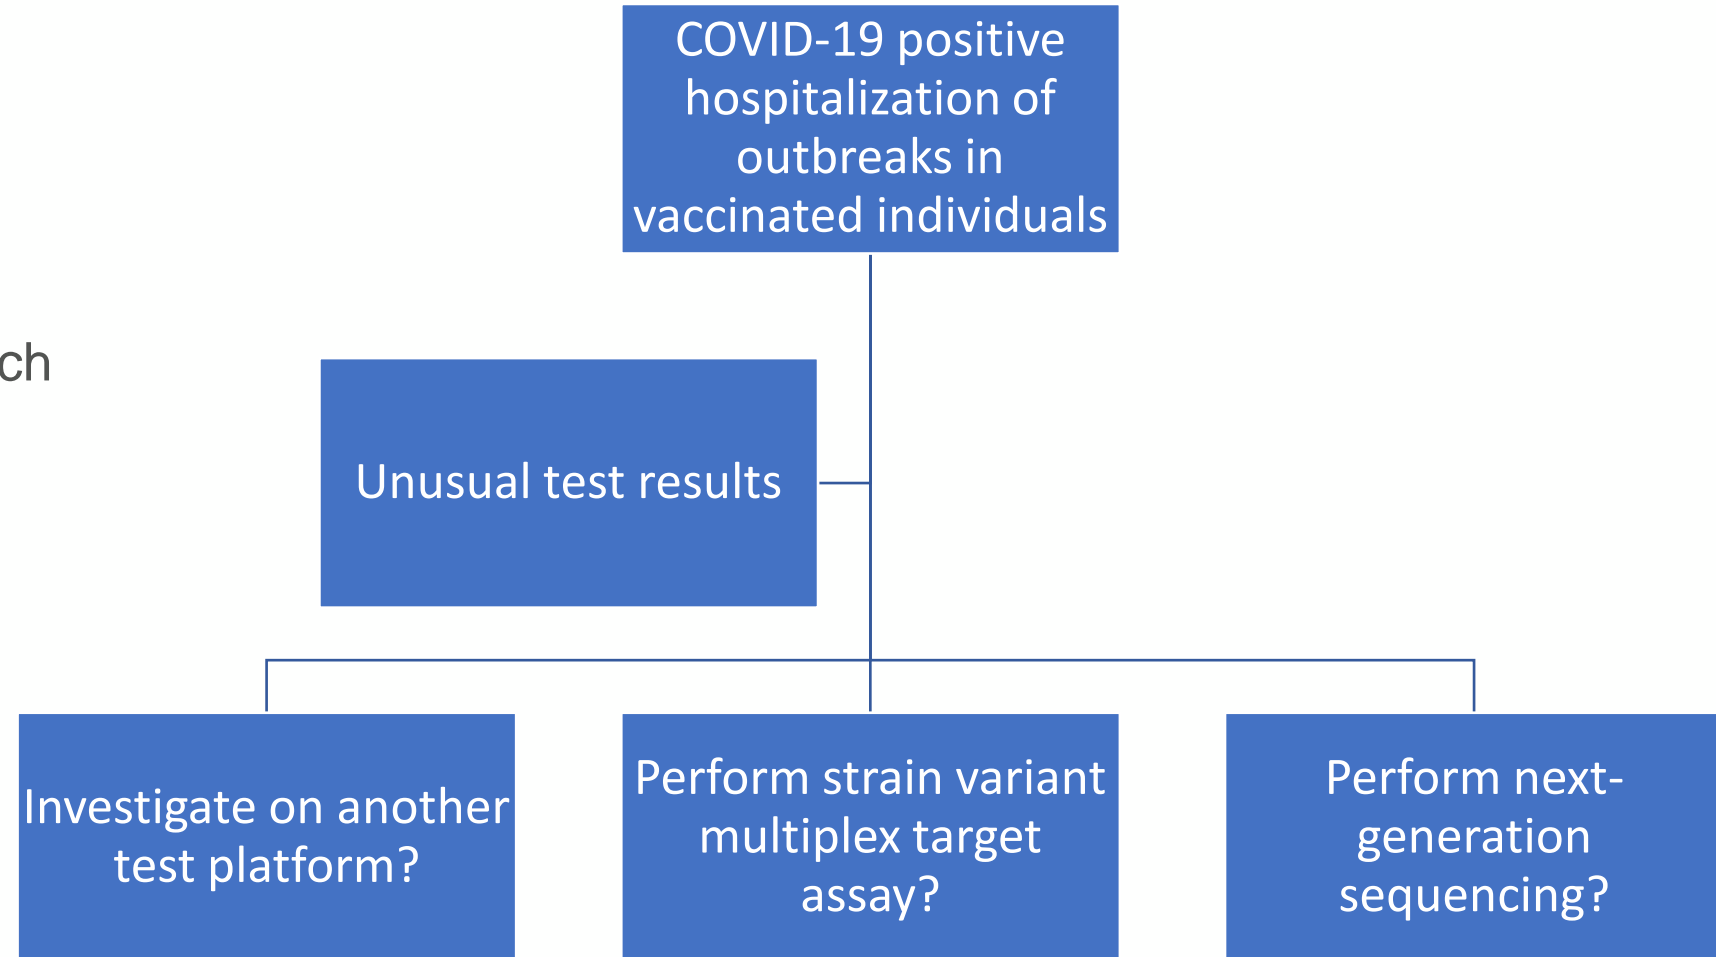 COVID-19 positive
hospitalization of
outbreaks in
vaccinated individuals
ch
Unusual test results
Investigate on another
test platform?
Perform strain variant
multiplex target
assay?
Perform next-
generation
sequencing?